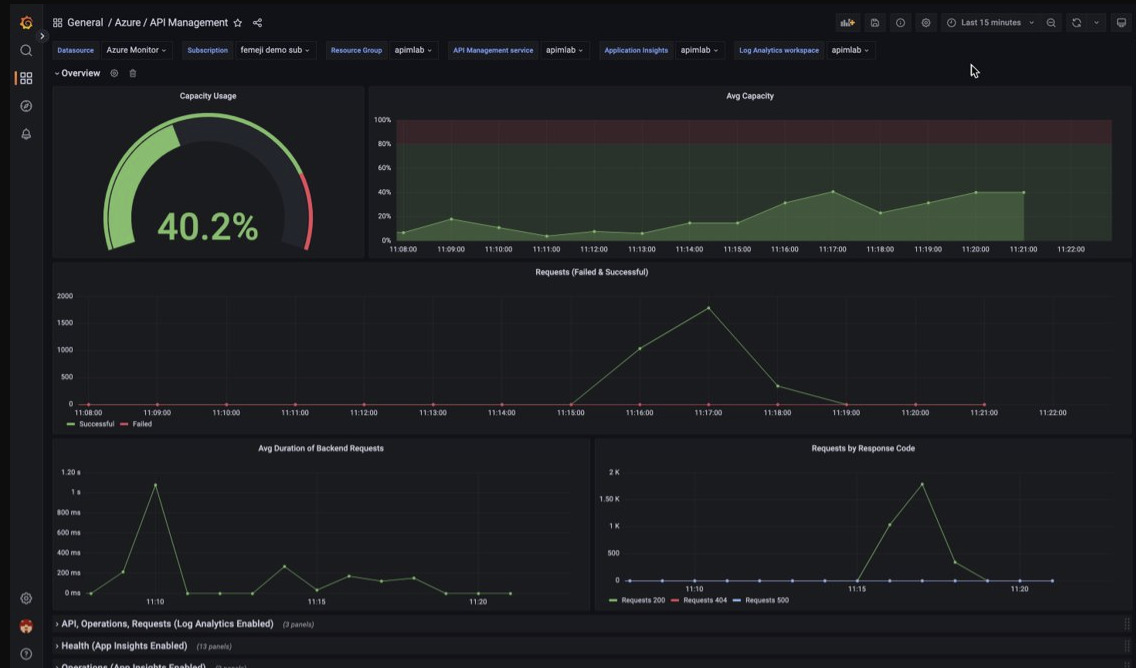 General / Azure / API Management
Last 15 minutes
Datasource Azure Monitor Subscription femeji demo sub Resource Group apimlab API Management service apimlab Application Insights apimlab Log Analytics workspace apimlab
Overview
Capacity Usage
40.2%
Avg Capacity
100%
80%
60%
40%
20%
0%
11:08:00 11:09:00 11:10:00 11:11:00 11:12:00 11:13:00 11:14:00 11:15:00 11:16:00 11:17:00 11:18:00 11:19:00 11:20:00 11:21:00 11:22:00
Requests (Failed & Successful)
2000
1500
1000
500
0
11:08:00 11:09:00 11:10:00 11:11:00 11:12:00 11:13:00 11:14:00 11:15:00 11:16:00 11:17:00 11:18:00 11:19:00 11:20:00 11:21:00 11:22:00
Successful Failed
Avg Duration of Backend Requests
1.20 s
1 s
800 ms
600 ms
400 ms
200 ms
0 ms
11:10 11:15 11:20
Requests by Response Code
2 K
1.50 K
1 K
500
0
11:10 11:15 11:20
Requests 200 Requests 404 Requests 500
API, Operations, Requests (Log Analytics Enabled) (3 panels)
Health (App Insights Enabled) (13 panels)
Operations (App Insights Enabled)